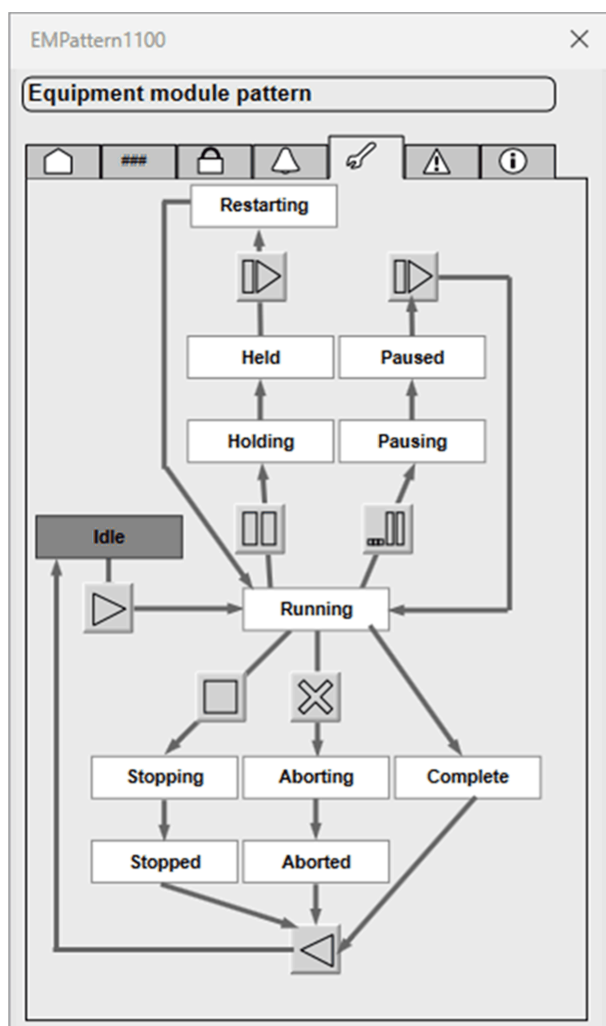 EMPattern1100
Equipment module pattern
###
Restarting
Held
Paused
Holding
Pausing
Idle
Running
Stopping
Aborting
Complete
Stopped
Aborted